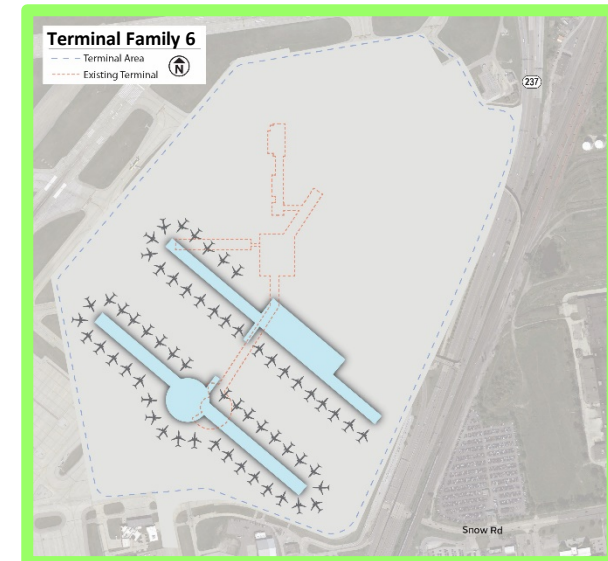 Terminal Family 6
Terminal Area
Existing Terminal
N
237
Snow Rd